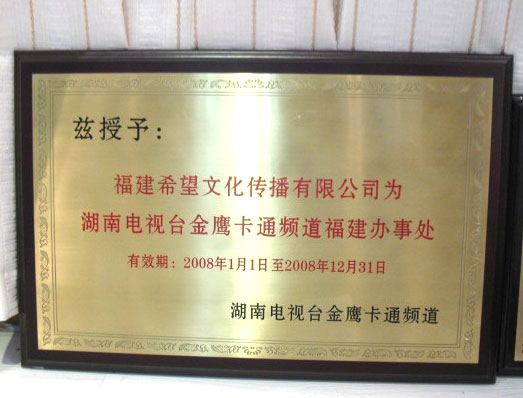 兹授予：
福建希望文化传播有限公司为
湖南电视台金鹰卡通频道福建办事处
有效期：2008年1月1日至2008年12月31日
湖南电视台金鹰卡通频道